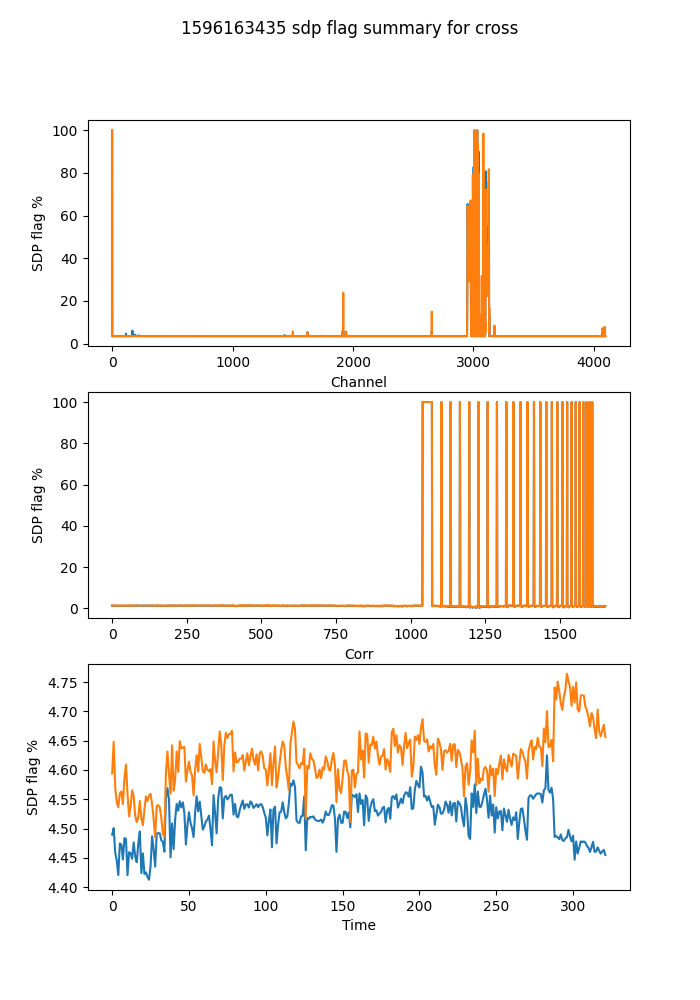 1596163435 sdp flag summary for cross
100
80
60
40
20
0
SDP flag %
0 1000 2000 3000 4000
Channel
100
80
60
40
20
0
SDP flag %
0 250 500 750 1000 1250 1500
Corr
4.75
4.70
4.65
4.60
4.55
4.50
4.45
4.40
SDP flag %
0 50 100 150 200 250 300
Time